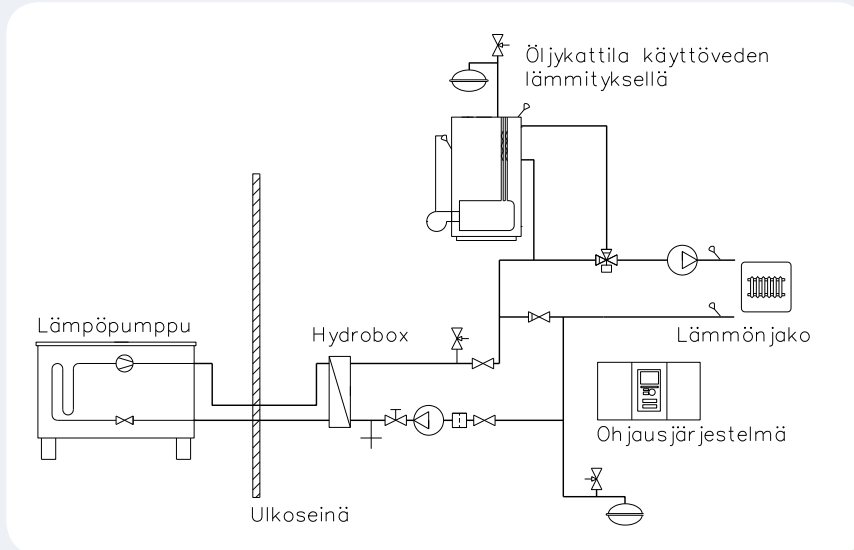 Öljykattila käyttöveden
lämmityksellä
Lämpöpumppu
Hydrobox
Lämmönjako
Ohjausjärjestelmä
Ulkoseinä